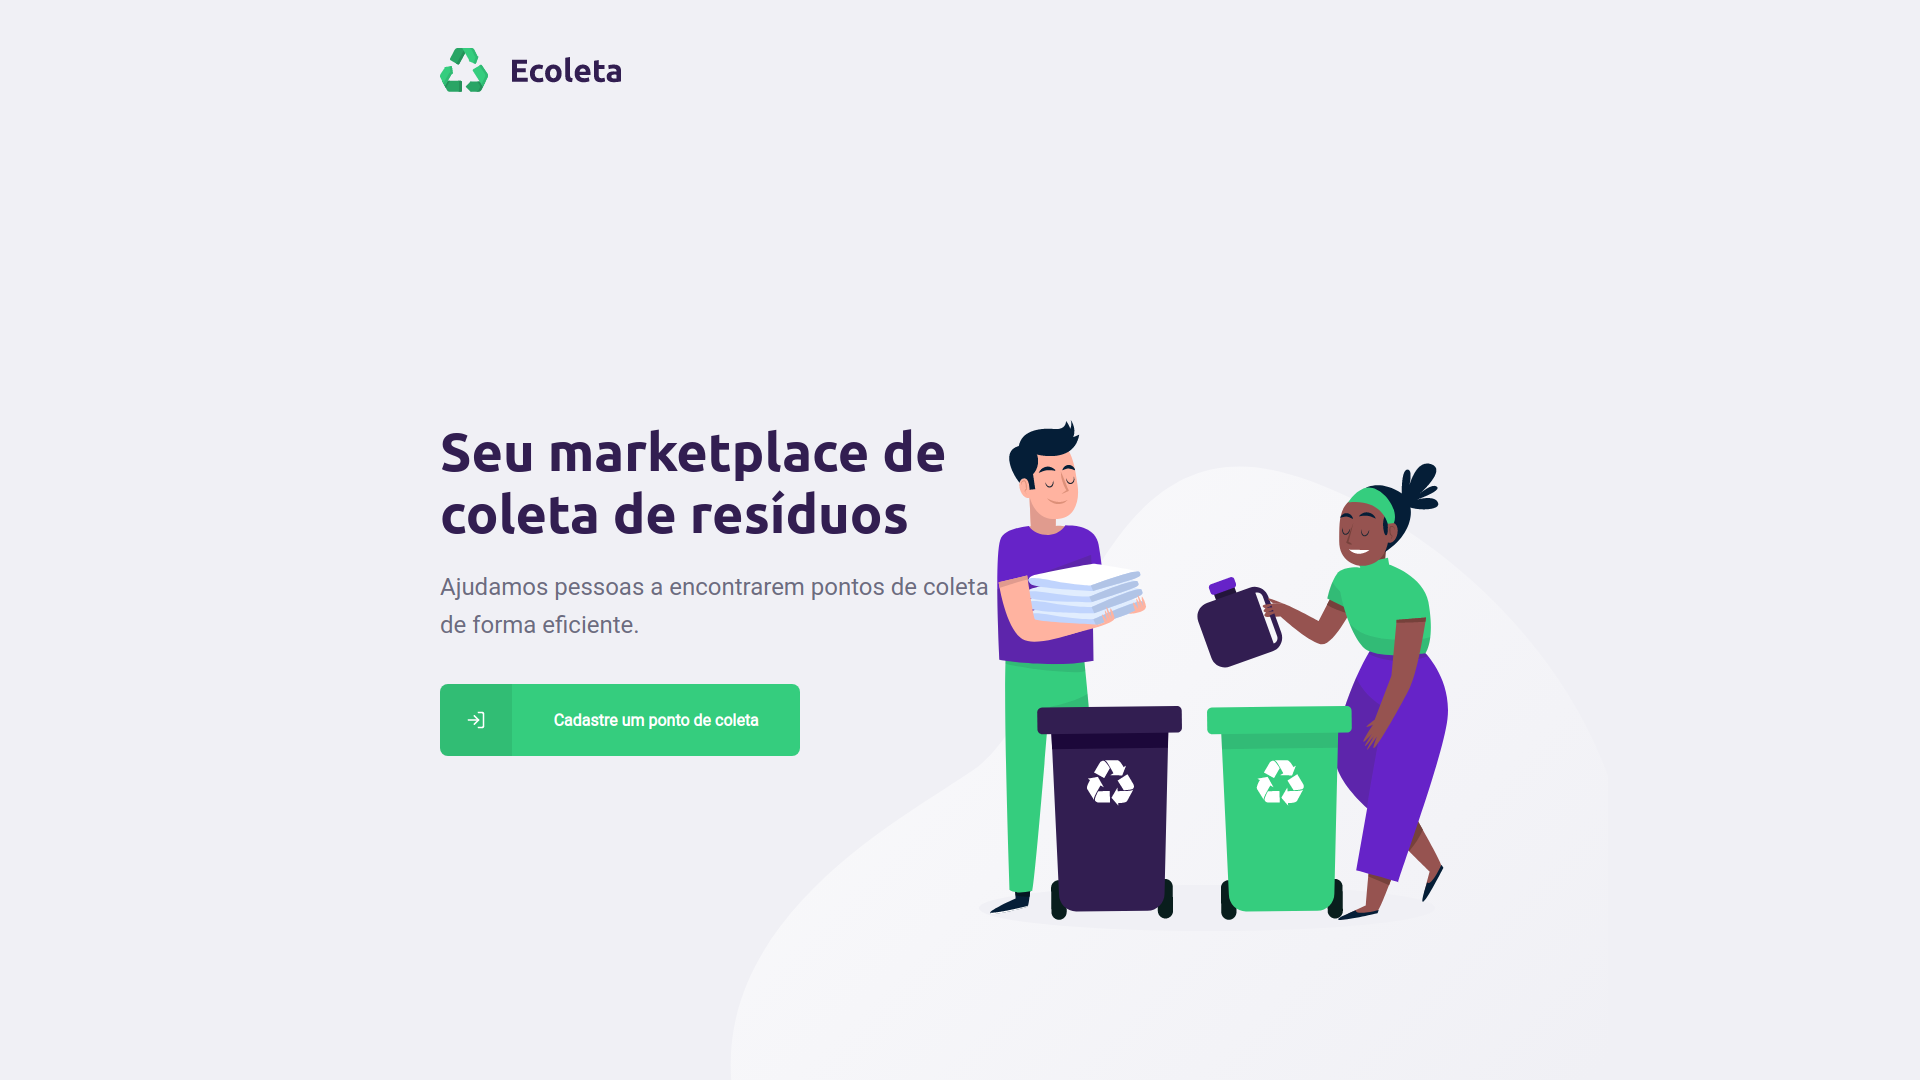 Ecoleta
Seu marketplace de
coleta de resíduos
Ajudamos pessoas a encontrarem pontos de coleta
de forma eficiente.
Cadastre um ponto de coleta